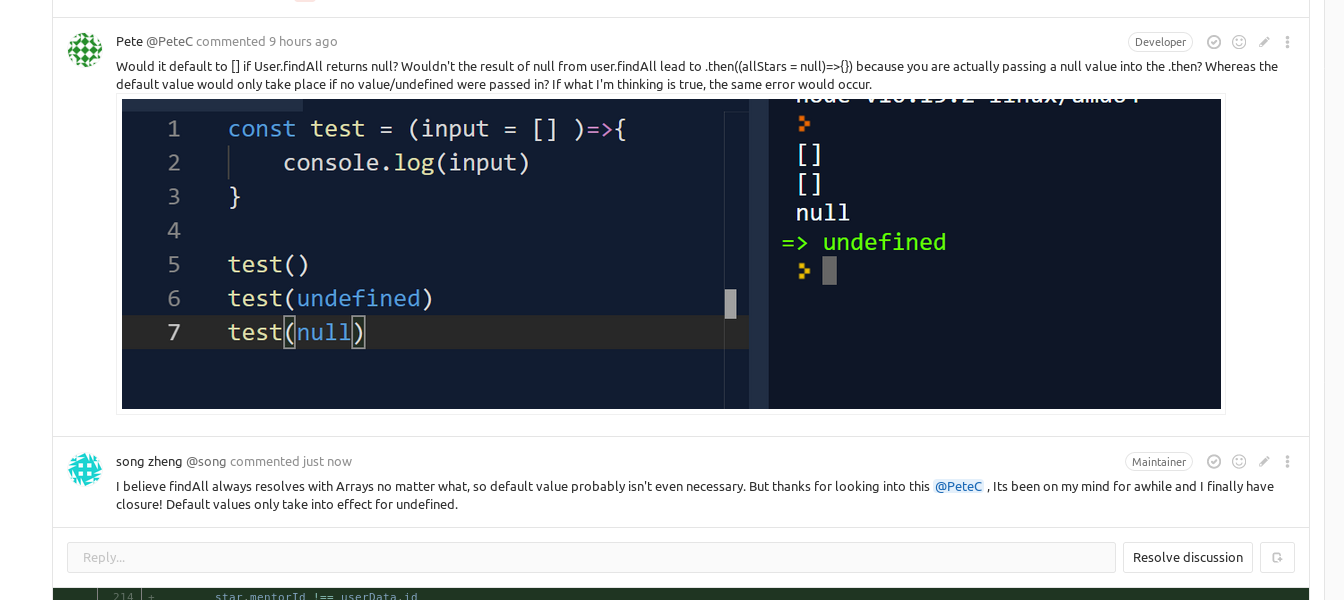 Pete @PeteC commented 9 hours ago
Developer
Would it default to [] if User.findAll returns null? Wouldn't the result of null from user.findAll lead to .then((allStars = null)=>{}) because you are actually passing a null value into the .then? Whereas the
default value would only take place if no value/undefined were passed in? If what I'm thinking is true, the same error would occur.
1 const test = (input = [] )=>{
2 console.log(input)
3 }
4
5 test()
6 test(undefined)
7 test(null)
[]
[]
null
=> undefined
song zheng @song commented just now
Maintainer
I believe findAll always resolves with Arrays no matter what, so default value probably isn't even necessary. But thanks for looking into this @PeteC , Its been on my mind for awhile and I finally have
closure! Default values only take into effect for undefined.
Reply...
Resolve discussion
214 + star.mentorId !== userData.id